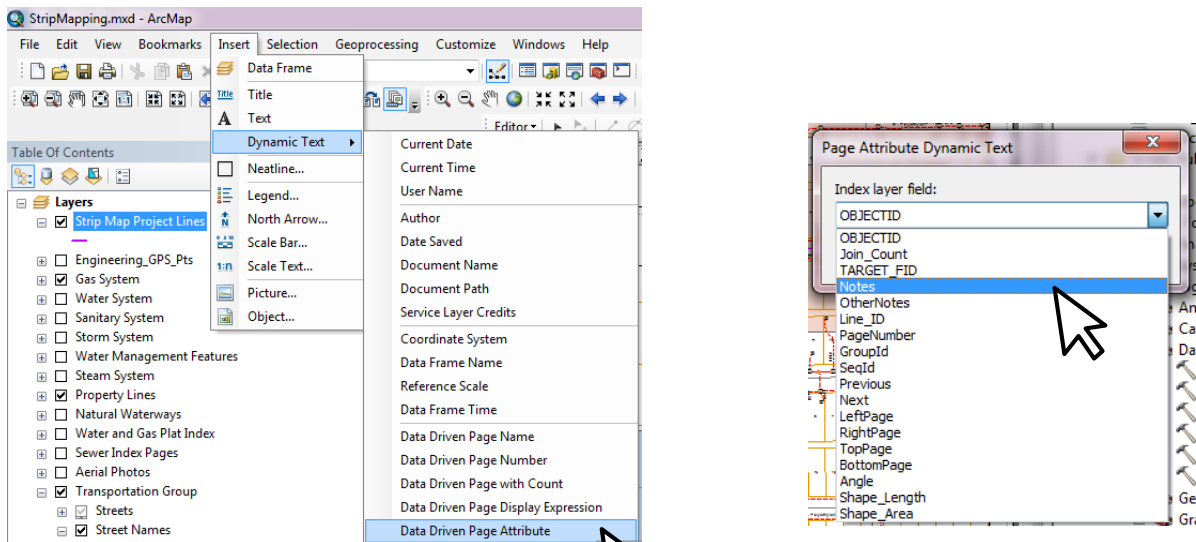 StripMapping.mxd - ArcMap
File Edit View Bookmarks Insert Selection Geoprocessing Customize Windows Help
Data Frame
Title Title
A Text
Dynamic Text
Neatline...
Legend...
N North Arrow...
Scale Bar...
1:n Scale Text...
Picture...
Object...
Editor
Current Date
Current Time
User Name
Author
Date Saved
Document Name
Document Path
Service Layer Credits
Coordinate System
Data Frame Name
Reference Scale
Data Frame Time
Data Driven Page Name
Data Driven Page Number
Data Driven Page with Count
Data Driven Page Display Expression
Data Driven Page Attribute
Table Of Contents
Layers
Strip Map Project Lines
Engineering_GPS_Pts
Gas System
Water System
Sanitary System
Storm System
Water Management Features
Steam System
Property Lines
Natural Waterways
Water and Gas Plat Index
Sewer Index Pages
Aerial Photos
Transportation Group
Streets
Street Names
Page Attribute Dynamic Text
Index layer field:
OBJECTID
OBJECTID
Join_Count
TARGET_FID
Notes
OtherNotes
Line_ID
PageNumber
GroupId
SeqId
Previous
Next
LeftPage
RightPage
TopPage
BottomPage
Angle
Shape_Length
Shape_Area
An
Ca
Da
Ge
Gra